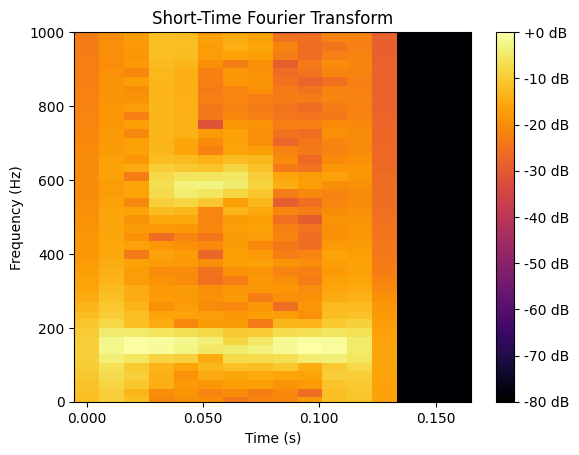 Short-Time Fourier Transform
Frequency (Hz)
1000
800
600
400
200
0
0.000
0.050
0.100
0.150
Time (s)
+0 dB
-10 dB
-20 dB
-30 dB
-40 dB
-50 dB
-60 dB
-70 dB
-80 dB